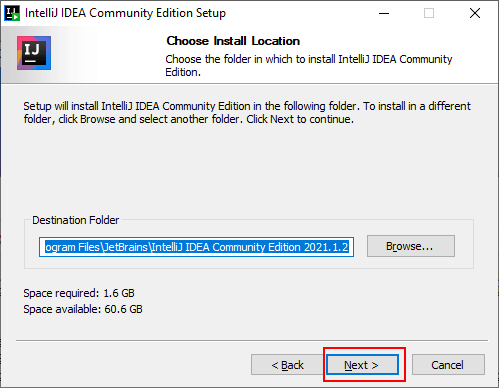 IntelliJ IDEA Community Edition Setup
IJ
Choose Install Location
Choose the folder in which to install IntelliJ IDEA Community
Edition.
Setup will install IntelliJ IDEA Community Edition in the following folder. To install in a different
folder, click Browse and select another folder. Click Next to continue.
Destination Folder
ogram Files\JetBrains\IntelliJ IDEA Community Edition 2021.1.2
Browse...
Space required: 1.6 GB
Space available: 60.6 GB
< Back
Next >
Cancel